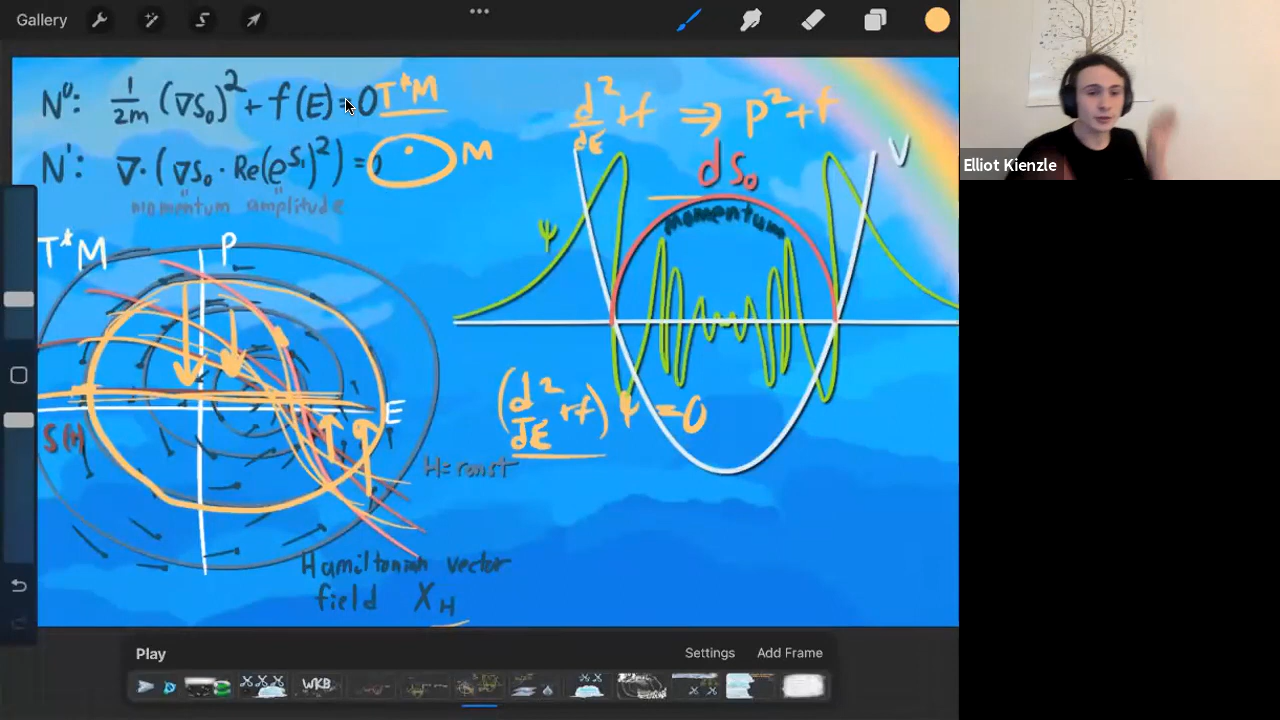 Gallery
N⁰: 1/2m (∇S₀)² + f(E) = 0 T*M
N¹: ∇·(∇S₀ · Re(e^S₁)²) = 0 M
momentum amplitude
T*M P
E
S(M)
H=const
Hamiltonian vector
field X_H
d²/dE + f ⇒ p² + f
dS₀ V
momentum
ψ
(d²/dE + f) ψ = 0
Elliot Kienzle
Play Settings Add Frame
WKB